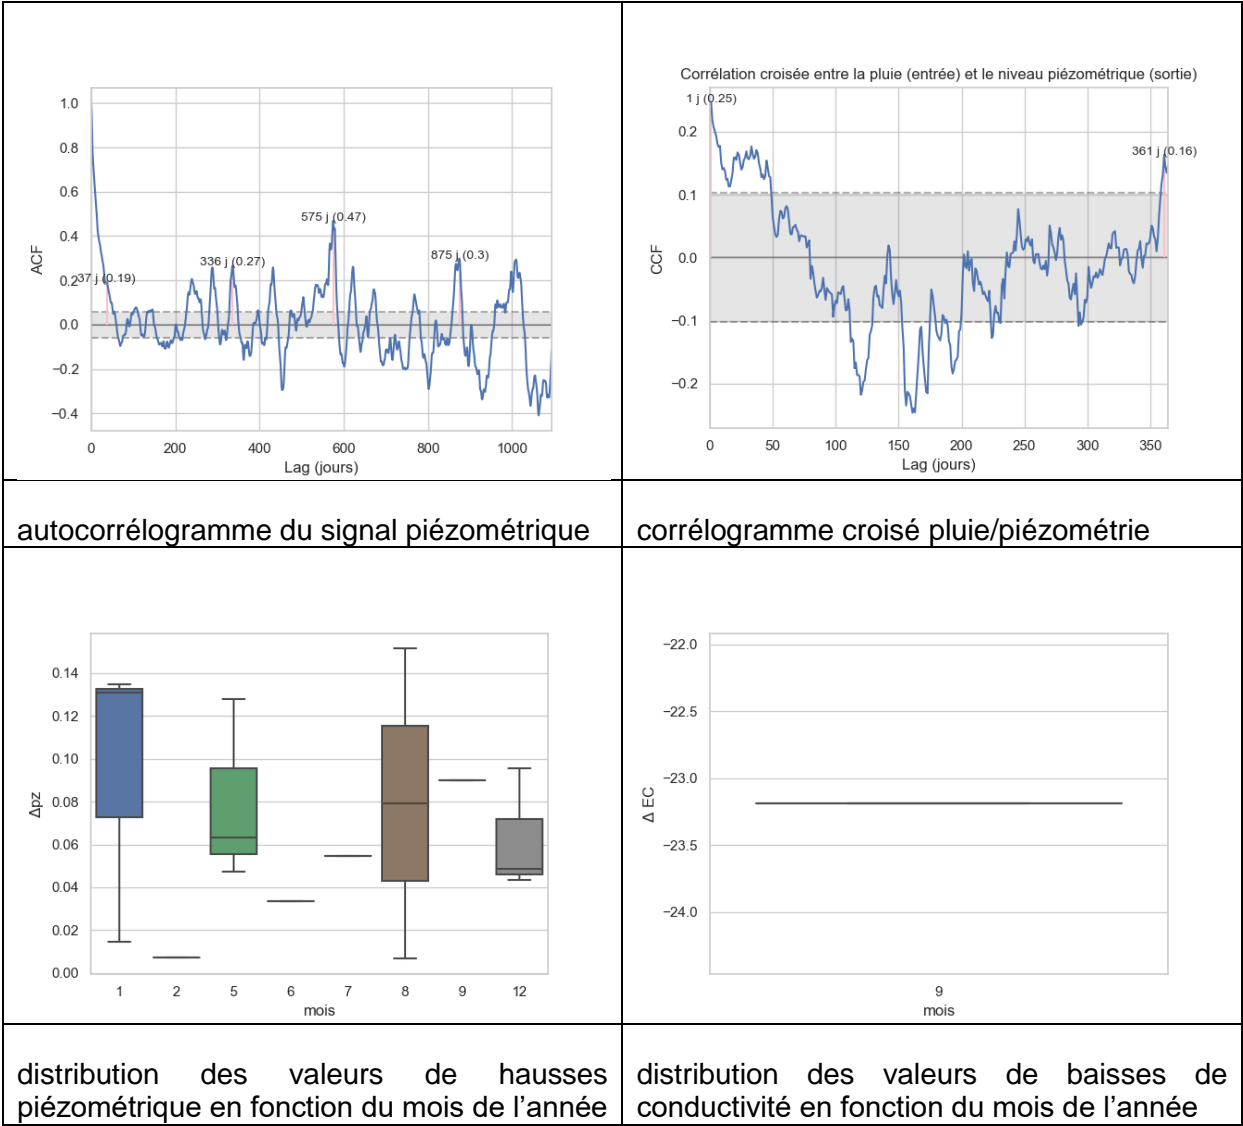 1.0
0.8
0.6
0.4
0.2
0.0
−0.2
−0.4
ACF
37 j (0.19)
336 j (0.27)
575 j (0.47)
875 j (0.3)
0 200 400 600 800 1000
Lag (jours)
Corrélation croisée entre la pluie (entrée) et le niveau piézométrique (sortie)
1 j (0.25)
361 j (0.16)
0.2
0.1
0.0
−0.1
−0.2
CCF
0 50 100 150 200 250 300 350
Lag (jours)
autocorrélogramme du signal piézométrique
corrélogramme croisé pluie/piézométrie
0.14
0.12
0.10
0.08
0.06
0.04
0.02
0.00
Δpz
1 2 5 6 7 8 9 12
mois
−22.0
−22.5
−23.0
−23.5
−24.0
Δ EC
9
mois
distribution des valeurs de hausses
piézométrique en fonction du mois de l’année
distribution des valeurs de baisses de
conductivité en fonction du mois de l’année